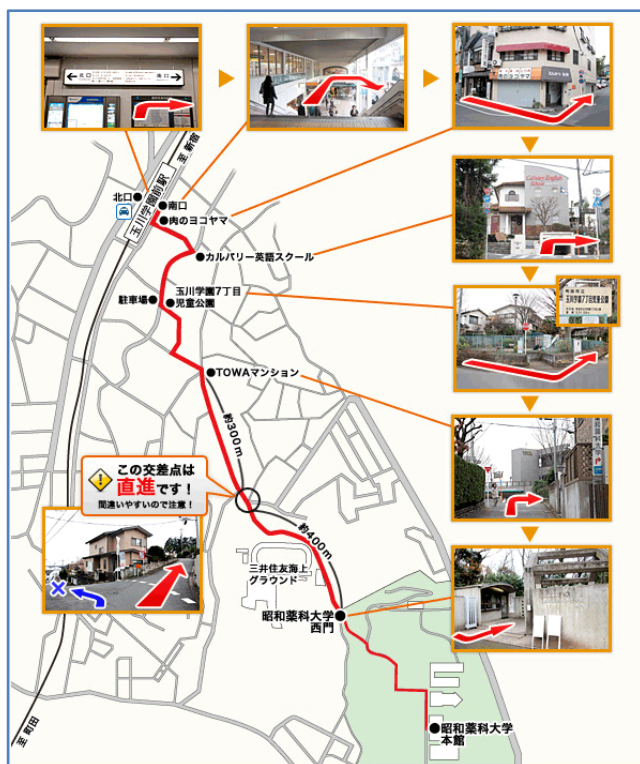 北口
南口
Calvary English
School
玉川学園7丁目児童公園
至 新宿
玉川学園前駅
北口
南口
肉のヨコヤマ
カルバリー英語スクール
玉川学園7丁目
児童公園
駐車場
TOWAマンション
約300m
この交差点は
直進です！
間違いやすいので注意！
約400m
三井住友海上
グラウンド
昭和薬科大学
西門
昭和薬科大学
本館
至 町田